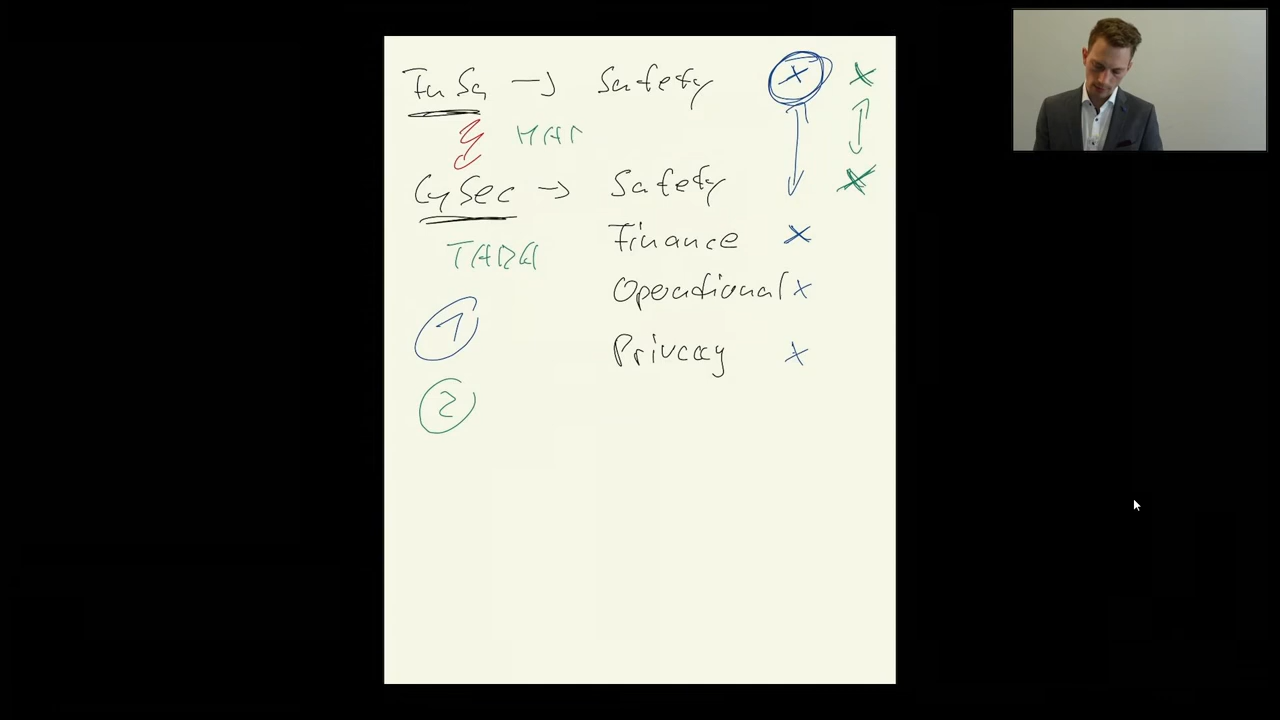 FuSa → Safety x x
HAR
CySec → Safety x
TARA
Finance x
Operational x
Privacy x
1
2